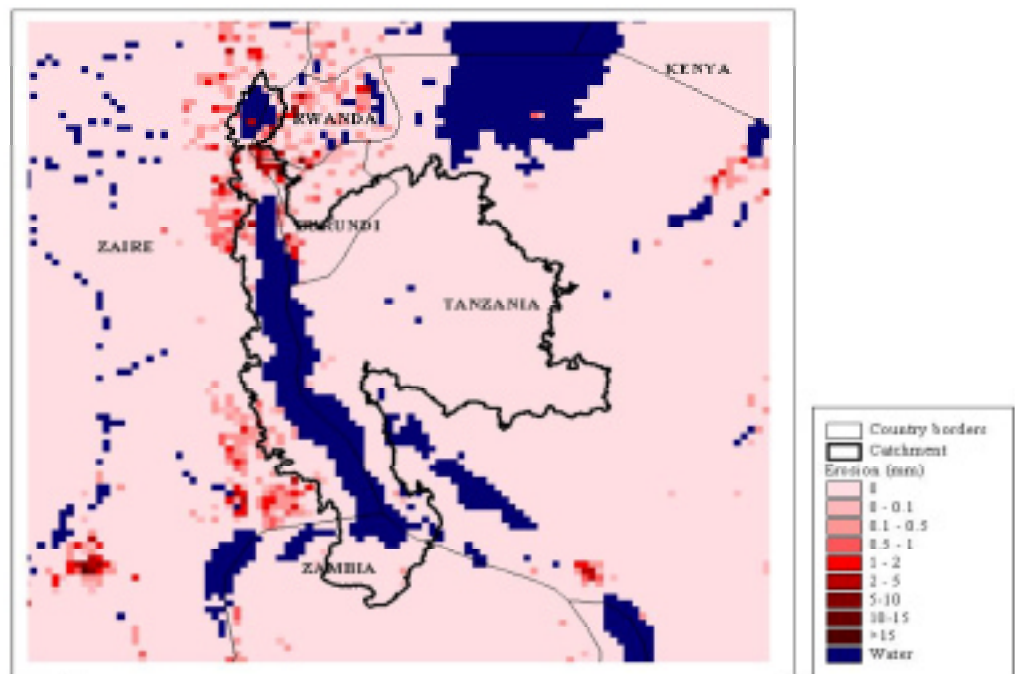 KENYA
RWANDA
BURUNDI
ZAIRE
TANZANIA
ZAMBIA
Country borders
Catchment
Erosion (mm)
0
0 - 0.1
0.1 - 0.5
0.5 - 1
1 - 2
2 - 5
5-10
10-15
>15
Water